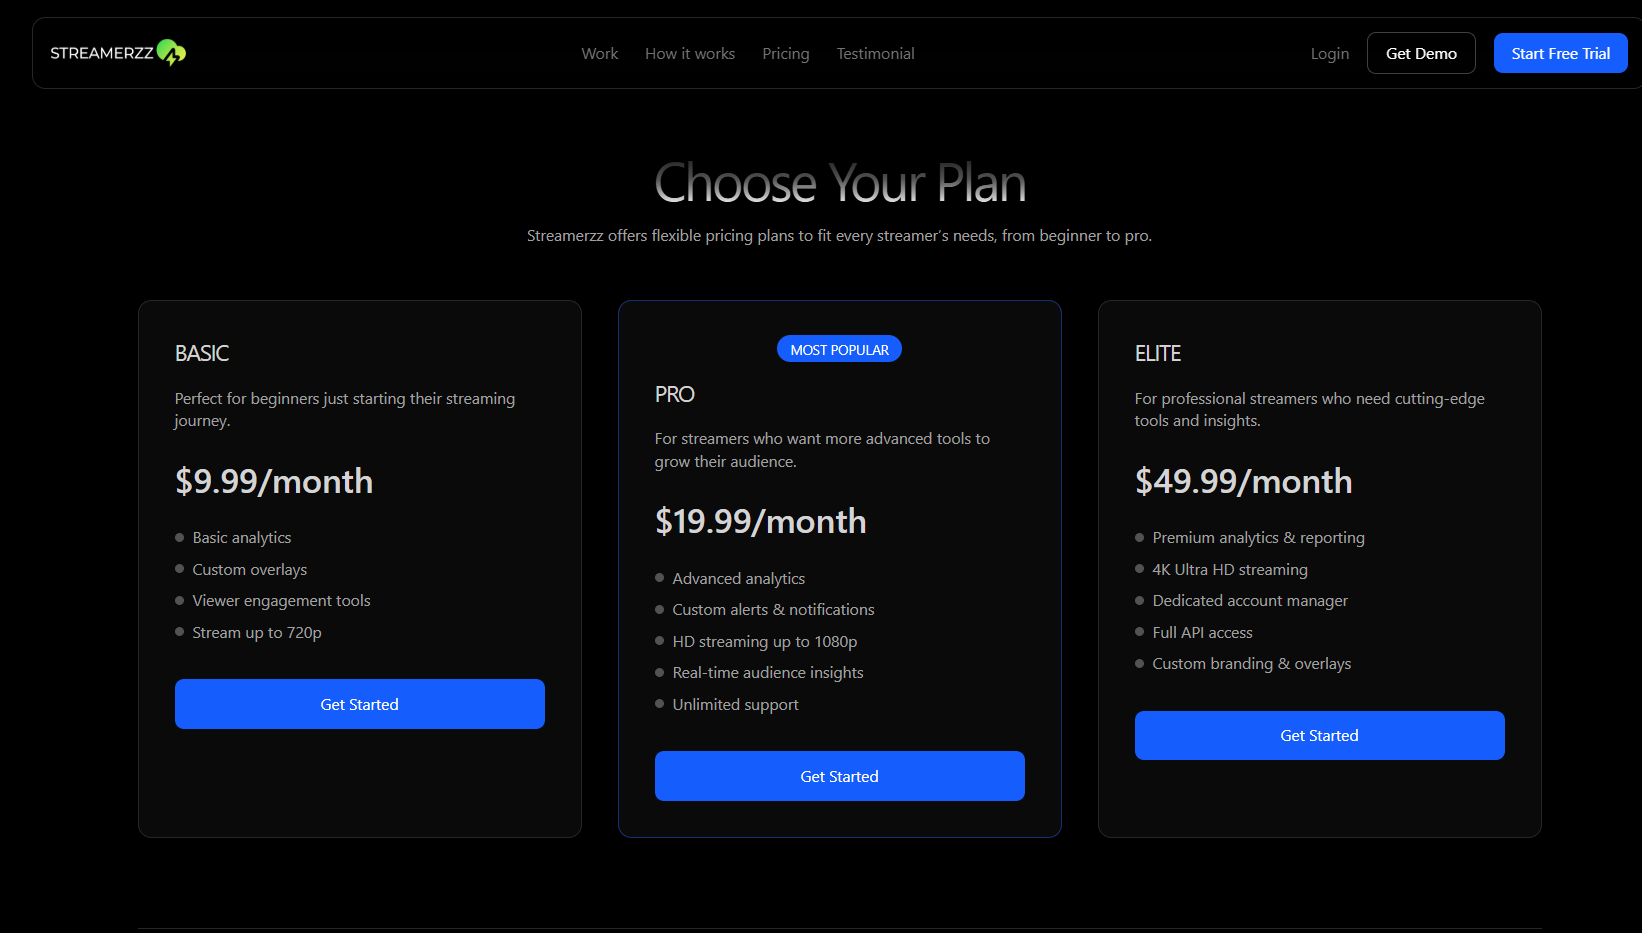 STREAMERZZ
Work How it works Pricing Testimonial
Login Get Demo Start Free Trial
Choose Your Plan
Streamerzz offers flexible pricing plans to fit every streamer's needs, from beginner to pro.
BASIC
Perfect for beginners just starting their streaming
journey.
$9.99/month
Basic analytics
Custom overlays
Viewer engagement tools
Stream up to 720p
Get Started
MOST POPULAR
PRO
For streamers who want more advanced tools to
grow their audience.
$19.99/month
Advanced analytics
Custom alerts & notifications
HD streaming up to 1080p
Real-time audience insights
Unlimited support
Get Started
ELITE
For professional streamers who need cutting-edge
tools and insights.
$49.99/month
Premium analytics & reporting
4K Ultra HD streaming
Dedicated account manager
Full API access
Custom branding & overlays
Get Started